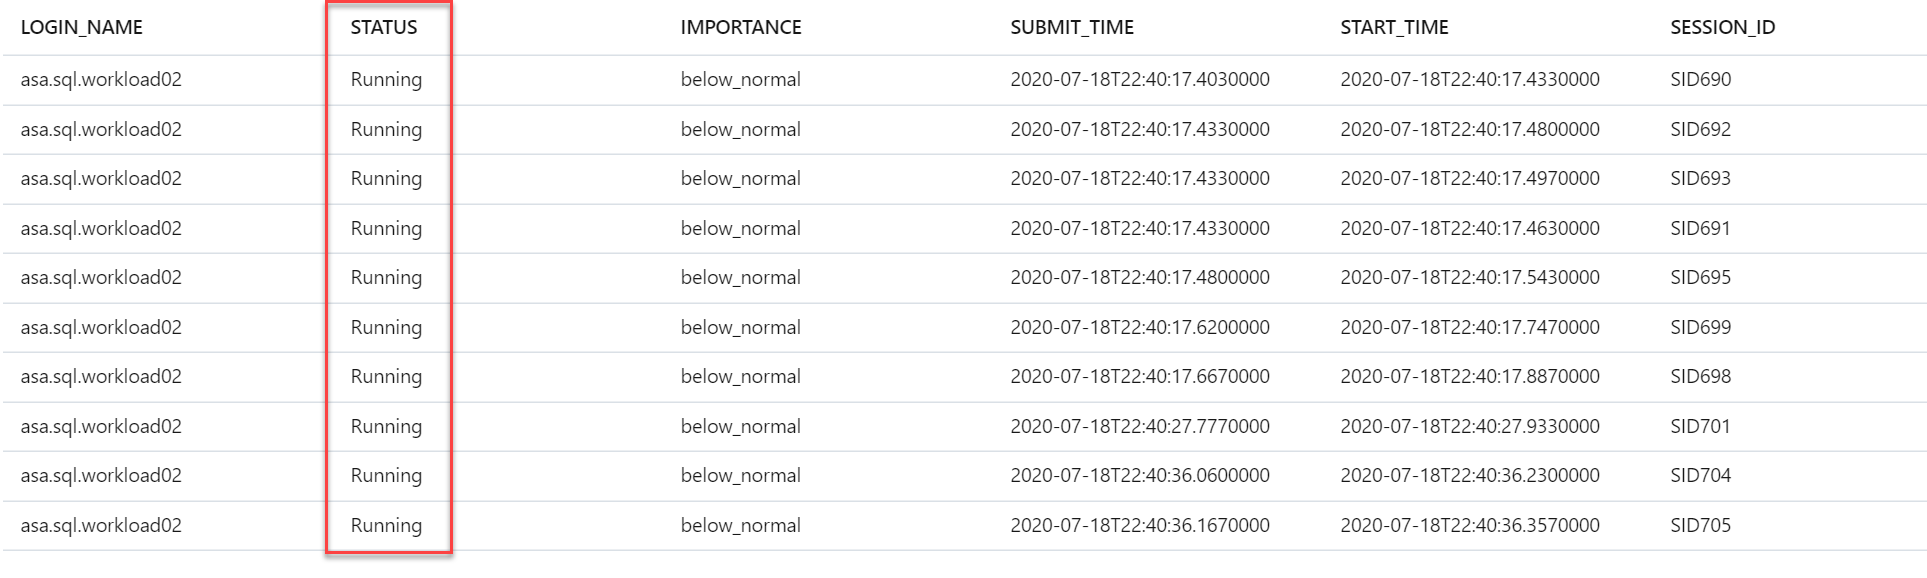 LOGIN_NAME STATUS IMPORTANCE SUBMIT_TIME START_TIME SESSION_ID
asa.sql.workload02 Running below_normal 2020-07-18T22:40:17.4030000 2020-07-18T22:40:17.4330000 SID690
asa.sql.workload02 Running below_normal 2020-07-18T22:40:17.4330000 2020-07-18T22:40:17.4800000 SID692
asa.sql.workload02 Running below_normal 2020-07-18T22:40:17.4330000 2020-07-18T22:40:17.4970000 SID693
asa.sql.workload02 Running below_normal 2020-07-18T22:40:17.4330000 2020-07-18T22:40:17.4630000 SID691
asa.sql.workload02 Running below_normal 2020-07-18T22:40:17.4800000 2020-07-18T22:40:17.5430000 SID695
asa.sql.workload02 Running below_normal 2020-07-18T22:40:17.6200000 2020-07-18T22:40:17.7470000 SID699
asa.sql.workload02 Running below_normal 2020-07-18T22:40:17.6670000 2020-07-18T22:40:17.8870000 SID698
asa.sql.workload02 Running below_normal 2020-07-18T22:40:27.7770000 2020-07-18T22:40:27.9330000 SID701
asa.sql.workload02 Running below_normal 2020-07-18T22:40:36.0600000 2020-07-18T22:40:36.2300000 SID704
asa.sql.workload02 Running below_normal 2020-07-18T22:40:36.1670000 2020-07-18T22:40:36.3570000 SID705